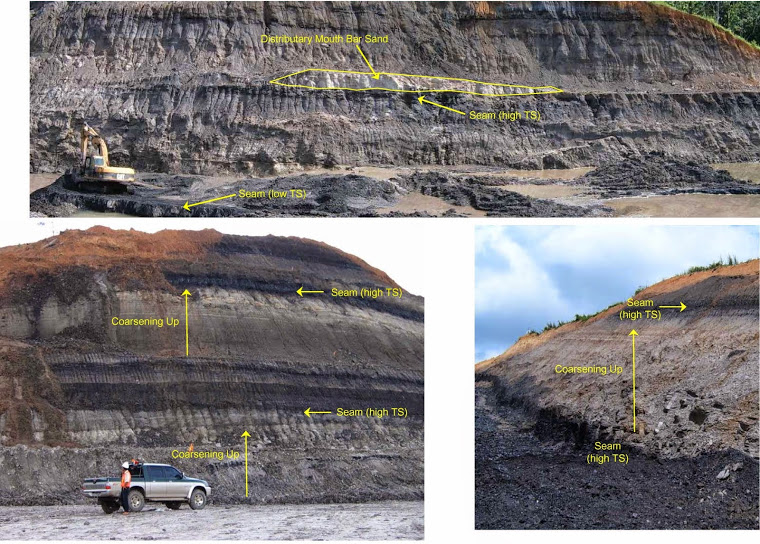 Distributary Mouth Bar Sand
Seam (high TS)
Seam (low TS)
Seam (high TS)
Coarsening Up
Seam (high TS)
Coarsening Up
Seam
(high TS)
Coarsening Up
Seam
(high TS)